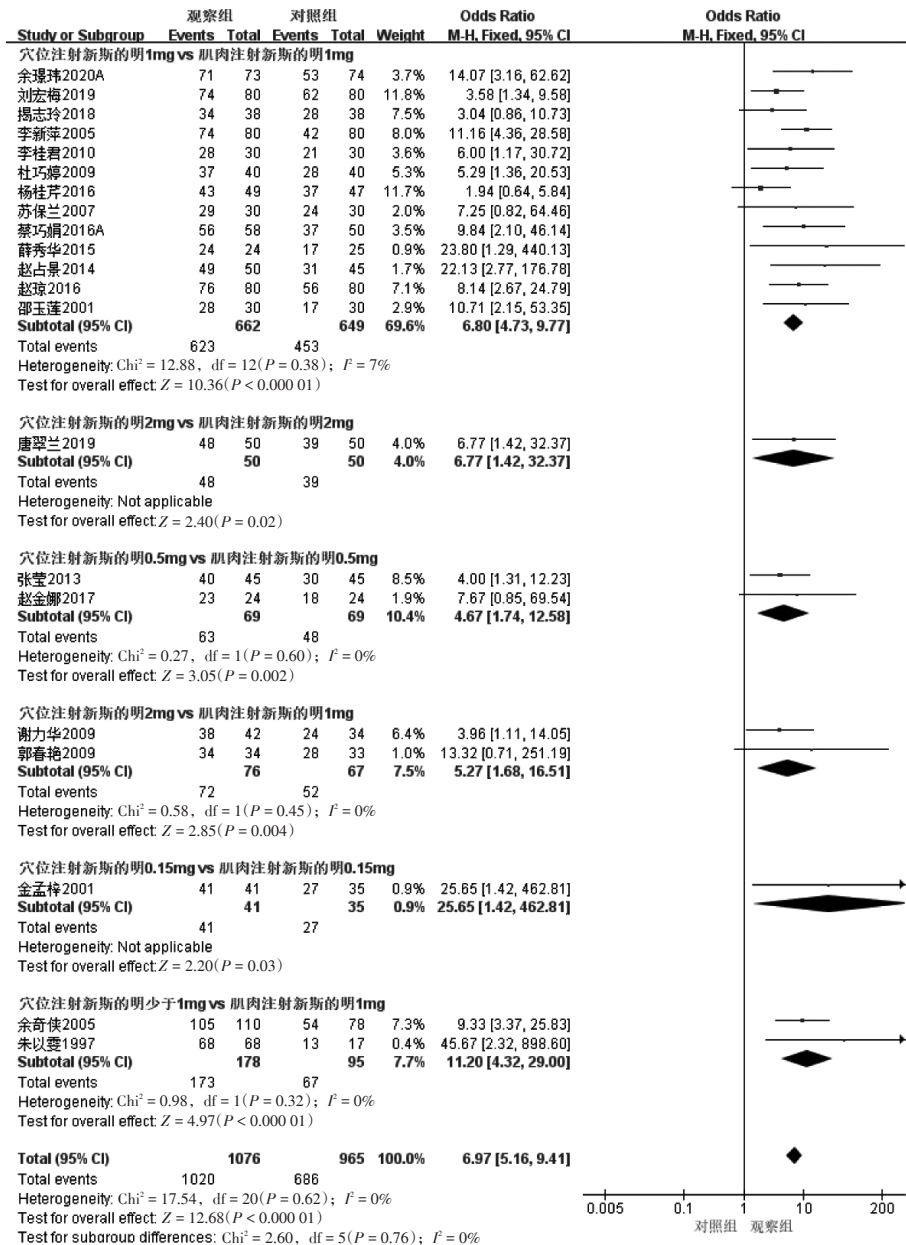 观察组 对照组 Odds Ratio Odds Ratio
Study or Subgroup Events Total Events Total Weight M-H, Fixed, 95% CI M-H, Fixed, 95% CI
穴位注射新斯的明1mg vs 肌肉注射新斯的明1mg
余璟玮2020A 71 73 53 74 3.7% 14.07 [3.16, 62.62]
刘宏梅2019 74 80 62 80 11.8% 3.58 [1.34, 9.58]
揭志玲2018 34 38 28 38 7.5% 3.04 [0.86, 10.73]
李新萍2005 74 80 42 80 8.0% 11.16 [4.36, 28.58]
李桂君2010 28 30 21 30 3.6% 6.00 [1.17, 30.72]
杜巧婷2009 37 40 28 40 5.3% 5.29 [1.36, 20.53]
杨桂芹2016 43 49 37 47 11.7% 1.94 [0.64, 5.84]
苏保兰2007 29 30 24 30 2.0% 7.25 [0.82, 64.46]
蔡巧娟2016A 56 58 37 50 3.0% 9.84 [2.10, 46.14]
薛秀华2015 24 24 17 25 0.9% 23.80 [1.29, 440.13]
赵占景2014 49 50 31 45 1.7% 22.13 [2.77, 176.78]
赵琼2016 76 80 56 80 7.1% 8.14 [2.67, 24.79]
邵玉莲2001 28 30 17 30 2.9% 10.71 [2.15, 53.35]
Subtotal (95% CI) 662 649 69.6% 6.80 [4.73, 9.77]
Total events 623 453
Heterogeneity: Chi² = 12.88, df = 12(P = 0.38); I² = 7%
Test for overall effect: Z = 10.36(P < 0.000 01)
穴位注射新斯的明2mg vs 肌肉注射新斯的明2mg
唐翠兰2019 48 50 39 50 4.0% 6.77 [1.42, 32.37]
Subtotal (95% CI) 50 50 4.0% 6.77 [1.42, 32.37]
Total events 48 39
Heterogeneity: Not applicable
Test for overall effect: Z = 2.40(P = 0.02)
穴位注射新斯的明0.5mg vs 肌肉注射新斯的明0.5mg
张莹2013 40 45 30 45 8.5% 4.00 [1.31, 12.23]
赵金娜2017 23 24 18 24 1.9% 7.67 [0.85, 69.54]
Subtotal (95% CI) 69 69 10.4% 4.67 [1.74, 12.58]
Total events 63 48
Heterogeneity: Chi² = 0.27, df = 1(P = 0.60); I² = 0%
Test for overall effect: Z = 3.05(P = 0.002)
穴位注射新斯的明2mg vs 肌肉注射新斯的明1mg
谢力华2009 38 42 24 34 6.4% 3.96 [1.11, 14.05]
郭春艳2009 34 34 28 33 1.0% 13.32 [0.71, 251.19]
Subtotal (95% CI) 76 67 7.5% 5.27 [1.68, 16.51]
Total events 72 52
Heterogeneity: Chi² = 0.58, df = 1(P = 0.45); I² = 0%
Test for overall effect: Z = 2.85(P = 0.004)
穴位注射新斯的明0.15mg vs 肌肉注射新斯的明0.15mg
金孟梓2001 41 41 27 35 0.9% 25.65 [1.42, 462.81]
Subtotal (95% CI) 41 35 0.9% 25.65 [1.42, 462.81]
Total events 41 27
Heterogeneity: Not applicable
Test for overall effect: Z = 2.20(P = 0.03)
穴位注射新斯的明少于1mg vs 肌肉注射新斯的明1mg
余奇侠2005 105 110 54 78 7.3% 9.33 [3.37, 25.83]
朱以雯1997 68 68 13 17 0.4% 45.67 [2.32, 898.60]
Subtotal (95% CI) 178 95 7.7% 11.20 [4.32, 29.00]
Total events 173 67
Heterogeneity: Chi² = 0.98, df = 1(P = 0.32); I² = 0%
Test for overall effect: Z = 4.97(P < 0.000 01)
Total (95% CI) 1076 965 100.0% 6.97 [5.16, 9.41]
Total events 1020 686
Heterogeneity: Chi² = 17.54, df = 20(P = 0.62); I² = 0%
Test for overall effect: Z = 12.68(P < 0.000 01)
Test for subgroup differences: Chi² = 2.60, df = 5(P = 0.76); I² = 0%
0.005 0.1 1 10 200
对照组 观察组